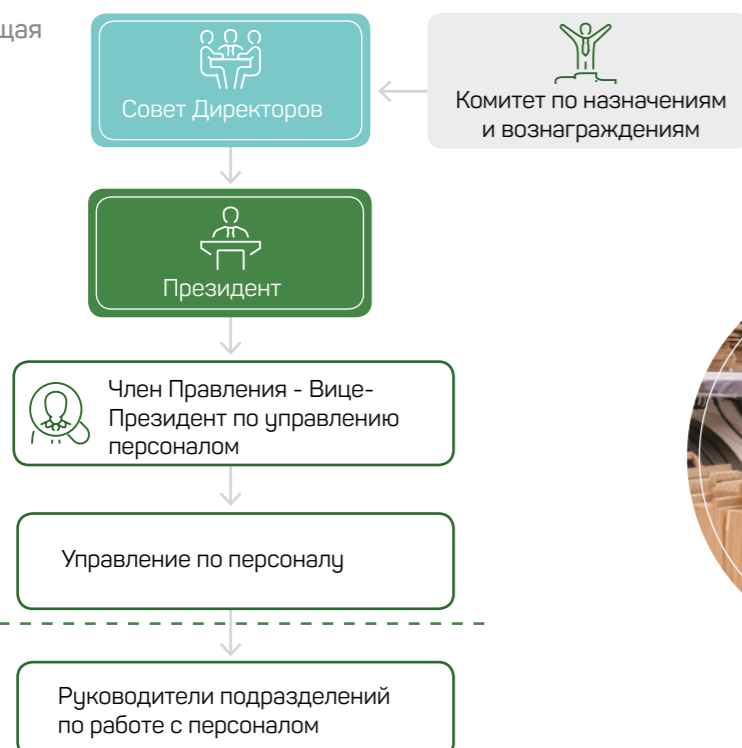 щая
Совет Директоров
Комитет по назначениям
и вознаграждениям
Президент
Член Правления - Вице-
Президент по управлению
персоналом
Управление по персоналу
Руководители подразделений
по работе с персоналом